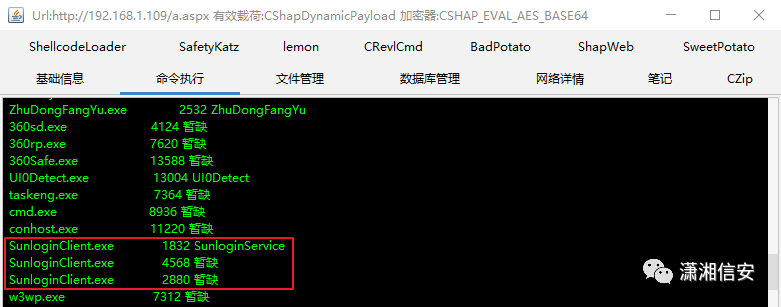 Url:http://192.168.1.109/a.aspx 有效载荷:CShapDynamicPayload 加密器:CSHAP_EVAL_AES_BASE64
ShellcodeLoader SafetyKatz lemon CRevlCmd BadPotato ShapWeb SweetPotato
基础信息 命令执行 文件管理 数据库管理 网络详情 笔记 CZip
ZhuDongFangYu.exe 2532 ZhuDongFangYu
360sd.exe 4124 暂缺
360rp.exe 7620 暂缺
360Safe.exe 13588 暂缺
UI0Detect.exe 13004 UI0Detect
taskeng.exe 7364 暂缺
cmd.exe 8936 暂缺
conhost.exe 11220 暂缺
SunloginClient.exe 1832 SunloginService
SunloginClient.exe 4568 暂缺
SunloginClient.exe 2880 暂缺
w3wp.exe 7312 暂缺
潇湘信安